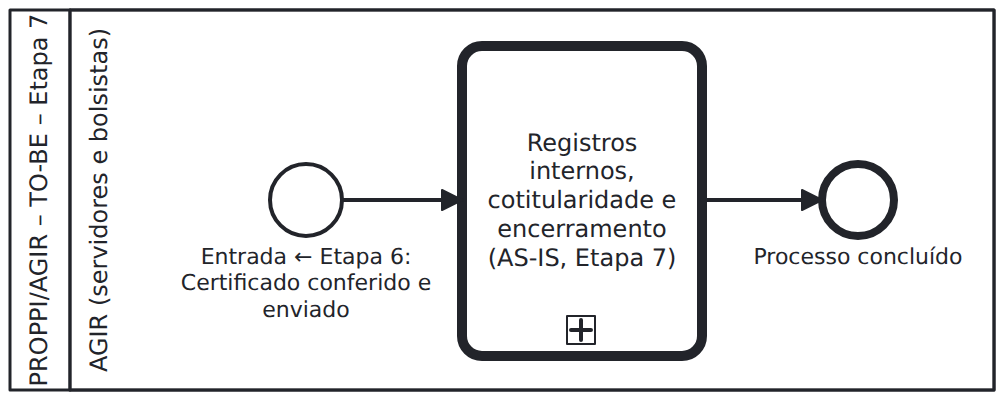 PROPPI/AGIR – TO-BE – Etapa 7
AGIR (servidores e bolsistas)
Entrada ← Etapa 6:
Certificado conferido e
enviado
Registros
internos,
cotitularidade e
encerramento
(AS-IS, Etapa 7)
Processo concluído